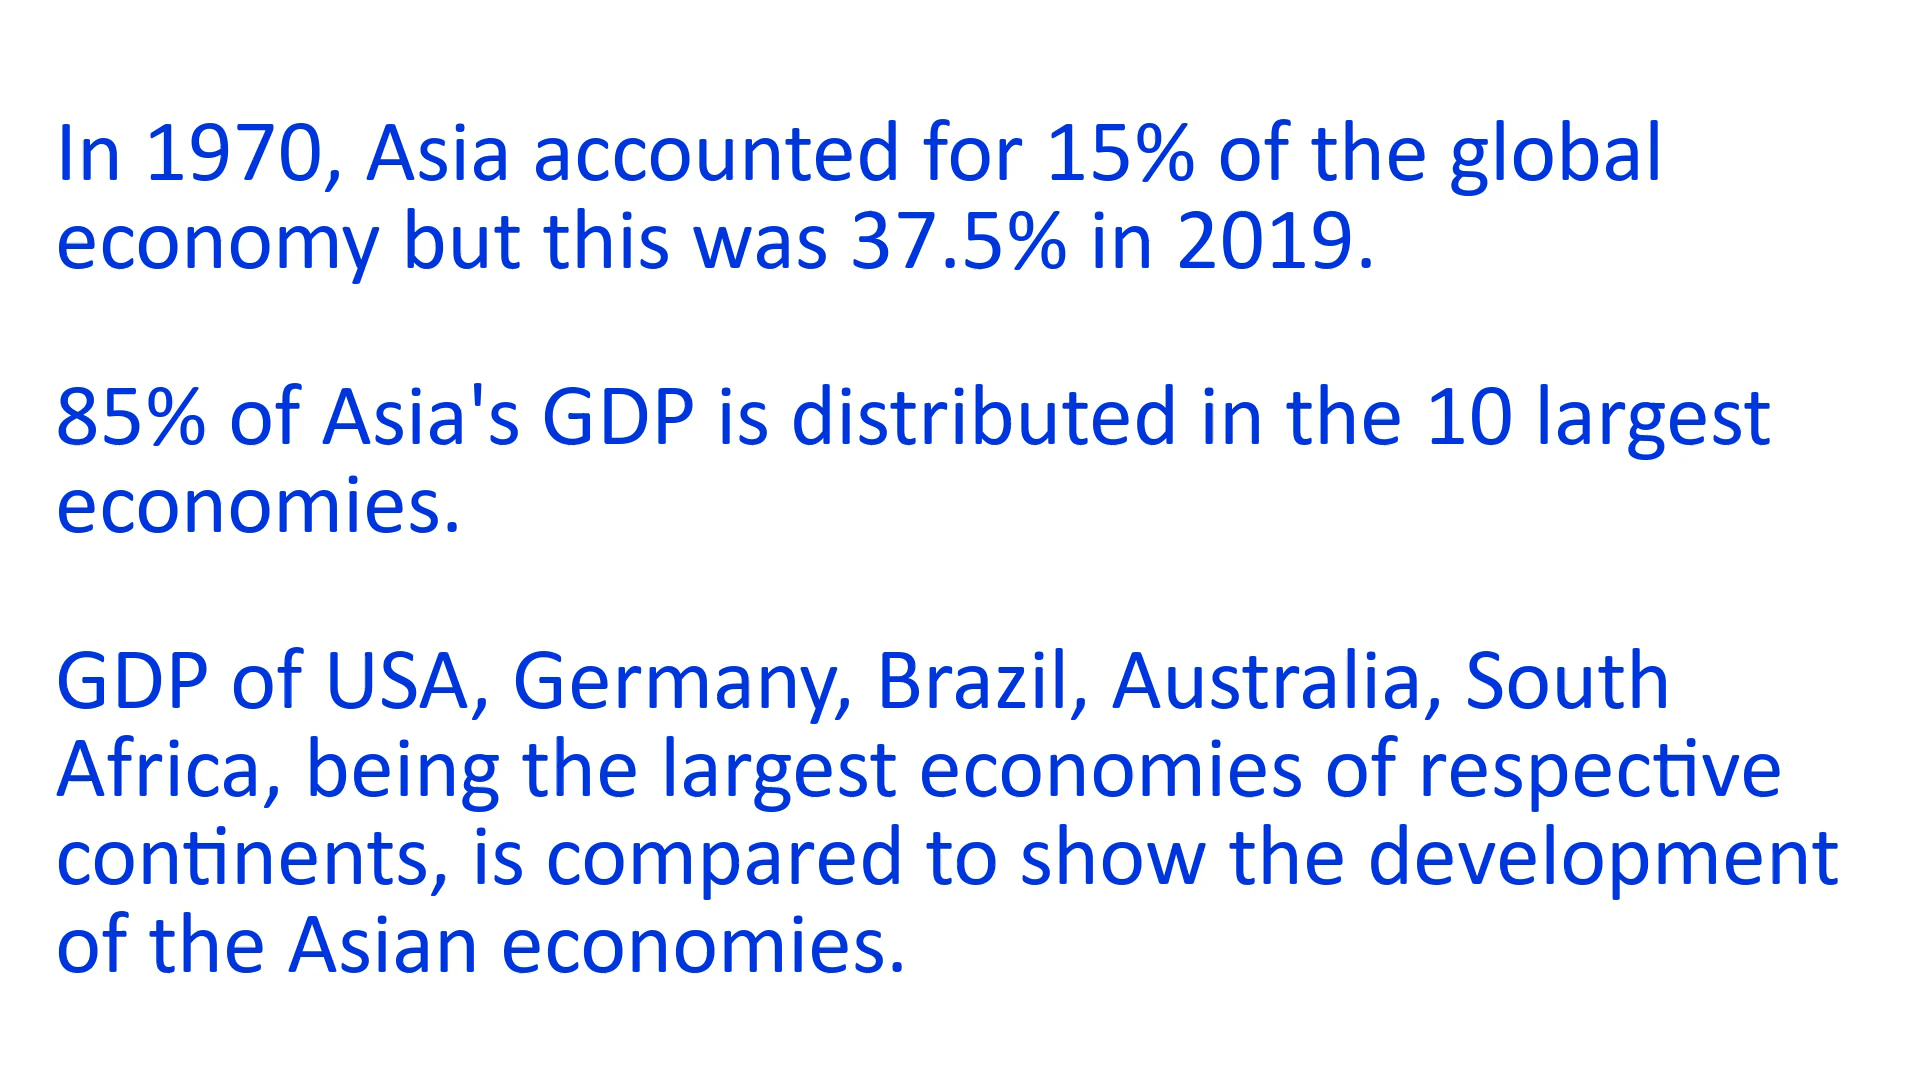 In 1970, Asia accounted for 15% of the global
economy but this was 37.5% in 2019.
85% of Asia's GDP is distributed in the 10 largest
economies.
GDP of USA, Germany, Brazil, Australia, South
Africa, being the largest economies of respective
continents, is compared to show the development
of the Asian economies.